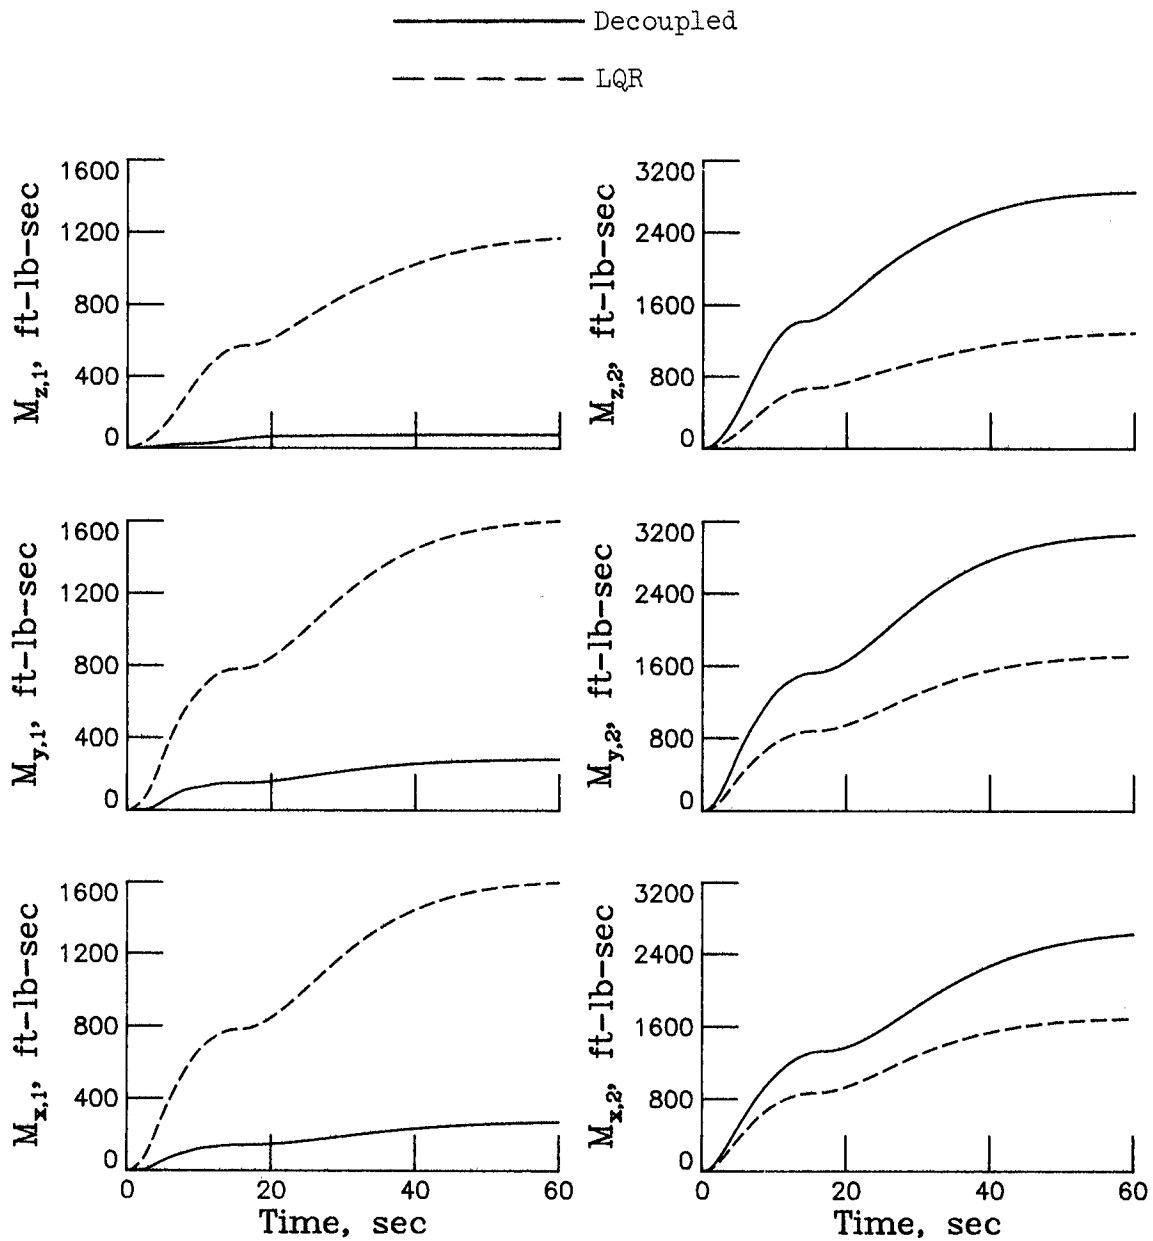 Decoupled
LQR
1600
1200
800
400
0
M_z,1, ft-lb-sec
3200
2400
1600
800
0
M_z,2, ft-lb-sec
1600
1200
800
400
0
M_y,1, ft-lb-sec
3200
2400
1600
800
0
M_y,2, ft-lb-sec
1600
1200
800
400
0
M_x,1, ft-lb-sec
0 20 40 60
Time, sec
3200
2400
1600
800
0
M_x,2, ft-lb-sec
0 20 40 60
Time, sec